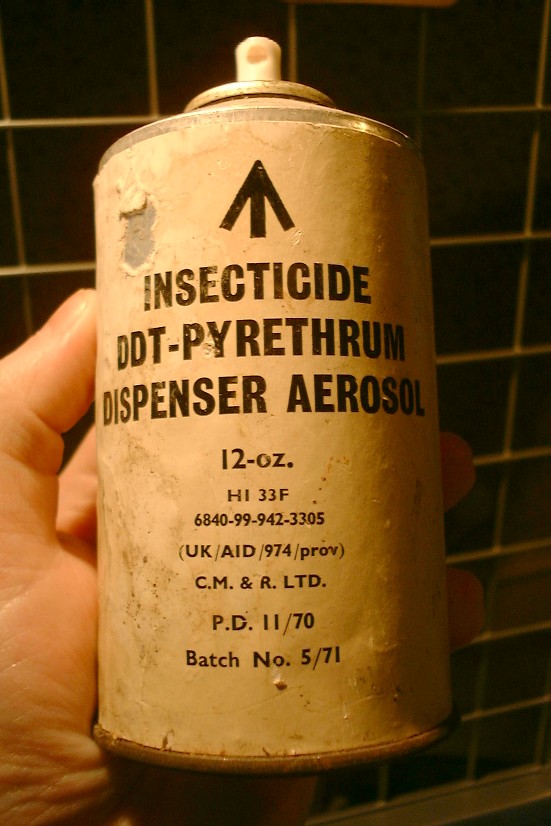 INSECTICIDE
DDT-PYRETHRUM
DISPENSER AEROSOL
12-oz.
H1 33F
6840-99-942-3305
(UK/AID/974/prov)
C.M. & R. LTD.
P.D. 11/70
Batch No. 5/71